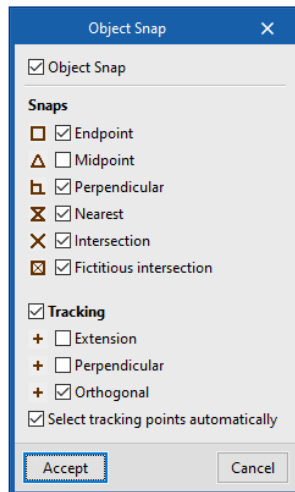 Object Snap
Object Snap
Snaps
Endpoint
Midpoint
Perpendicular
Nearest
Intersection
Fictitious intersection
Tracking
Extension
Perpendicular
Orthogonal
Select tracking points automatically
Accept Cancel